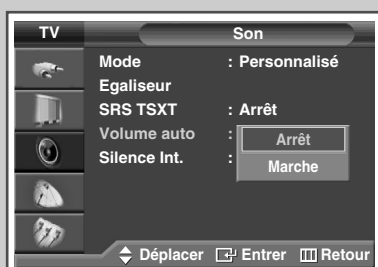 TV Son
Mode : Personnalisé
Egaliseur
SRS TSXT : Arrêt
Volume auto : Arrêt
Silence Int. : Marche
Déplacer Entrer Retour